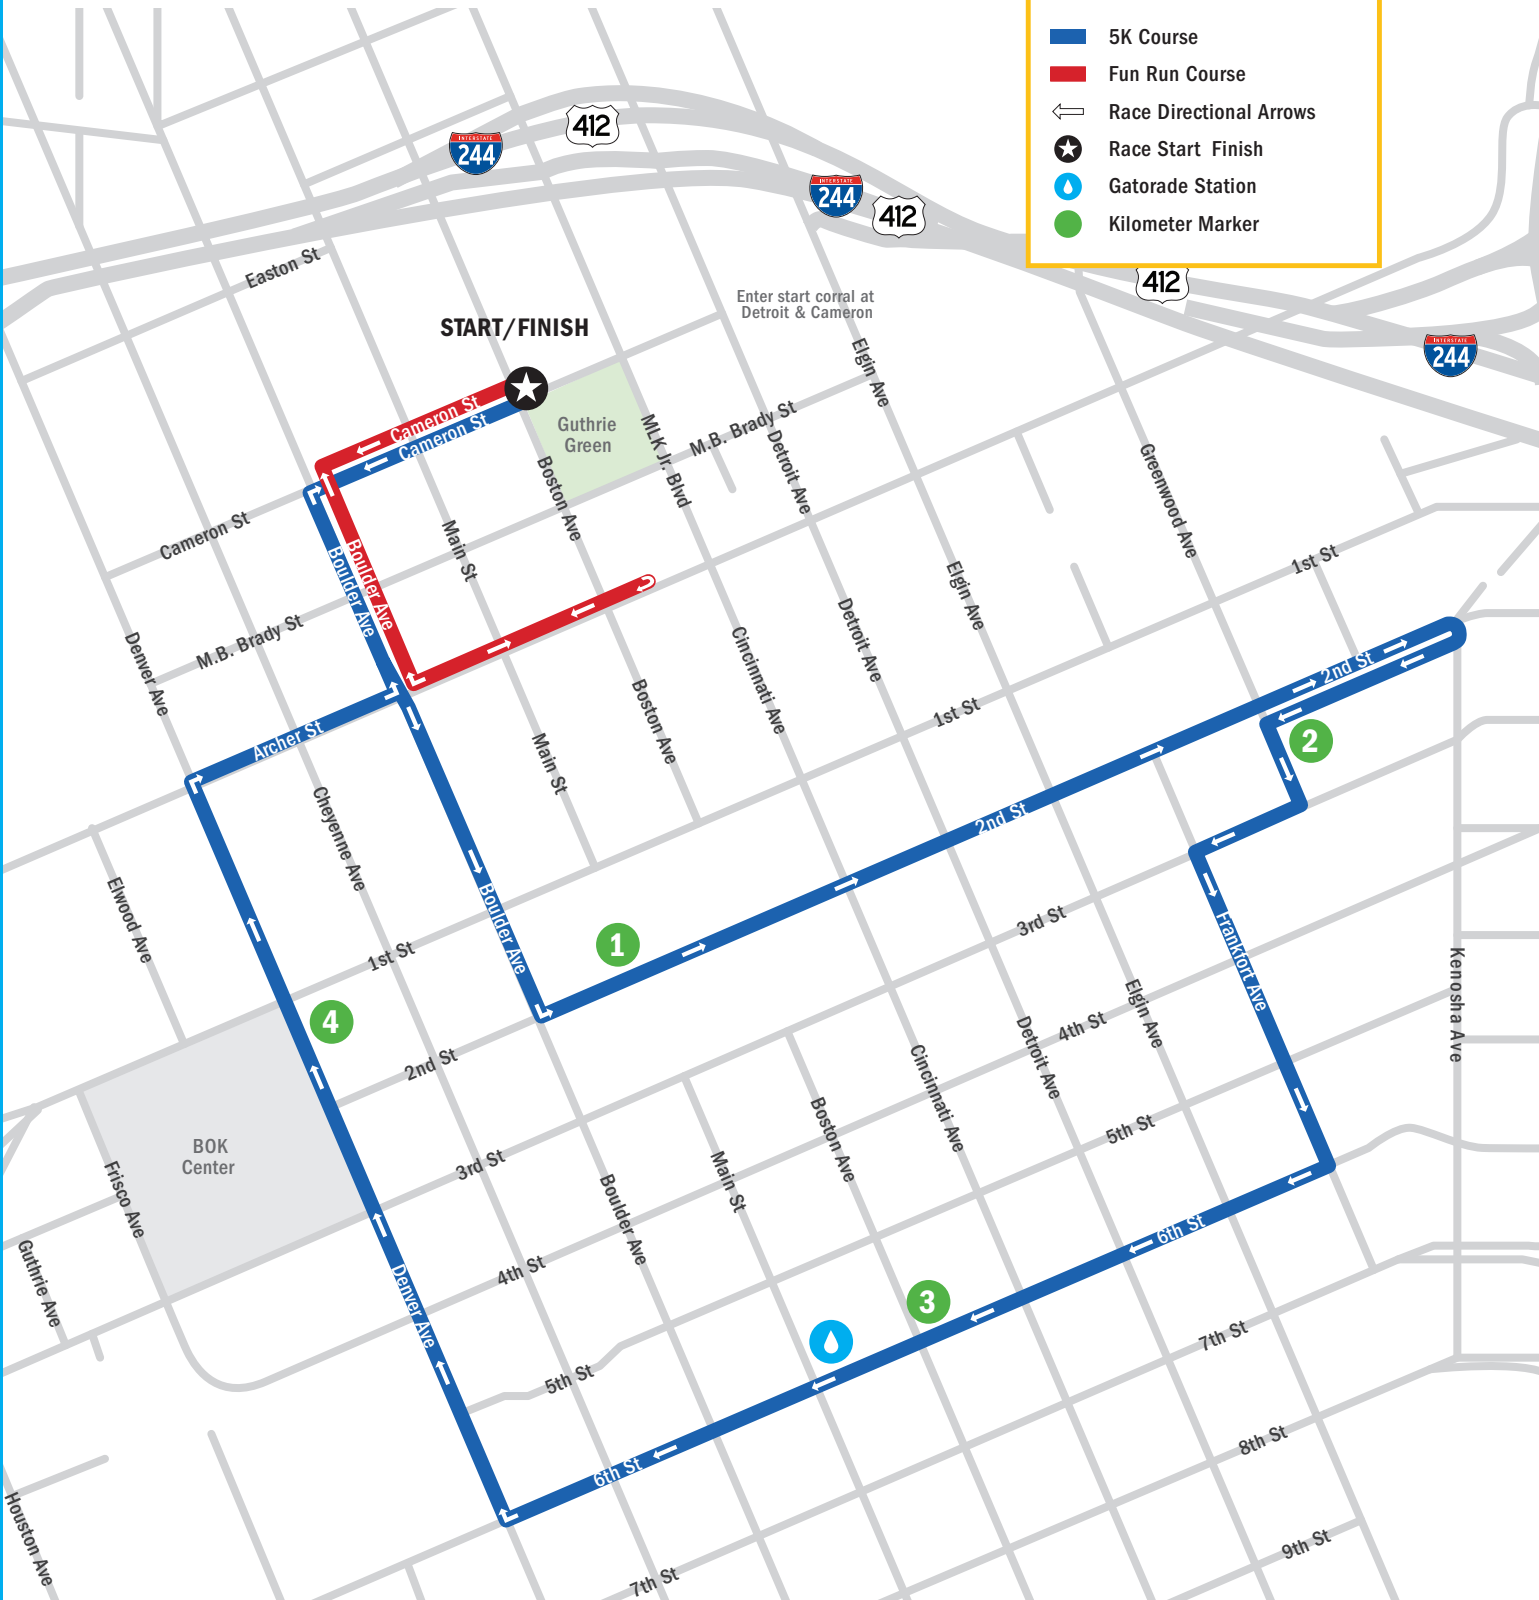 5K Course
Fun Run Course
Race Directional Arrows
Race Start Finish
Gatorade Station
Kilometer Marker
412
INTERSTATE
244
INTERSTATE
244
412
412
INTERSTATE
244
Easton St
Enter start corral at
Detroit & Cameron
START/FINISH
Elgin Ave
Cameron St
Cameron St
Guthrie
Green
MLK Jr. Blvd
M.B. Brady St
Detroit Ave
Boston Ave
Greenwood Ave
Cameron St
Main St
Boulder Ave
Boulder Ave
1st St
Elgin Ave
M.B. Brady St
Denver Ave
Detroit Ave
Cincinnati Ave
Boston Ave
2nd St
1st St
Archer St
Main St
2
Cheyenne Ave
2nd St
Elwood Ave
Boulder Ave
1
1st St
3rd St
Frankfort Ave
Kenosha Ave
4
Elgin Ave
4th St
Detroit Ave
2nd St
Cincinnati Ave
BOK
Center
3rd St
Boston Ave
5th St
Main St
Frisco Ave
Boulder Ave
Guthrie Ave
6th St
4th St
Denver Ave
3
7th St
5th St
6th St
8th St
Houston Ave
9th St
7th St